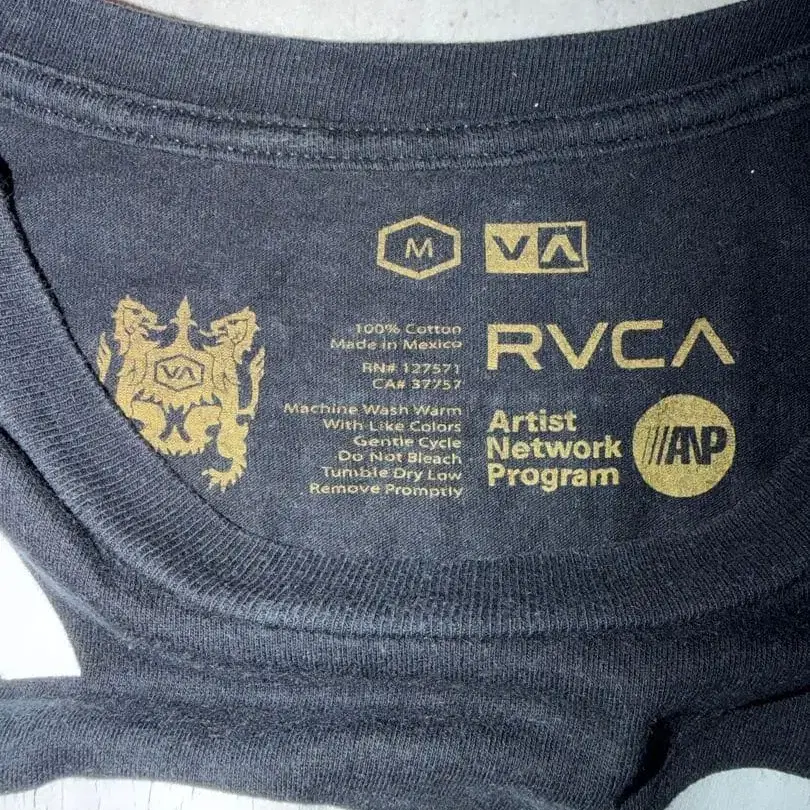 M
VA
VA
100% Cotton
Made in Mexico
RN# 127571
CA# 37757
Machine Wash Warm
With Like Colors
Gentle Cycle
Do Not Bleach
Tumble Dry Low
Remove Promptly
RVCA
Artist
Network
Program
ANP